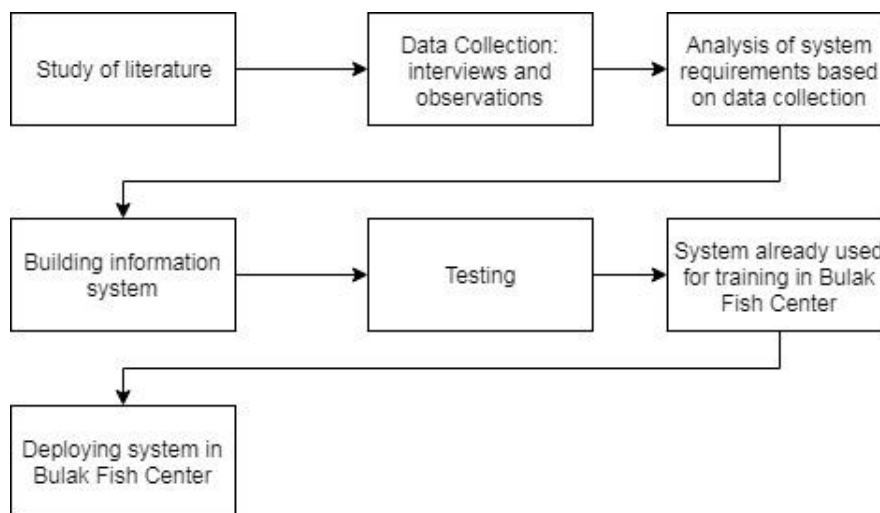 Study of literature
Data Collection:
interviews and
observations
Analysis of system
requirements based
on data collection
Building information
system
Testing
System already used
for training in Bulak
Fish Center
Deploying system in
Bulak Fish Center